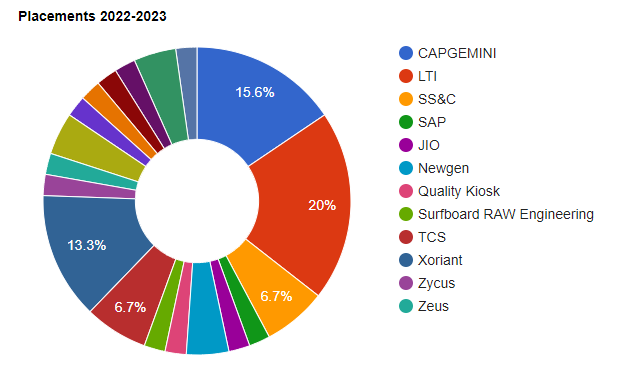 Placements 2022-2023
15.6%
20%
6.7%
13.3%
6.7%
CAPGEMINI
LTI
SS&C
SAP
JIO
Newgen
Quality Kiosk
Surfboard RAW Engineering
TCS
Xoriant
Zycus
Zeus